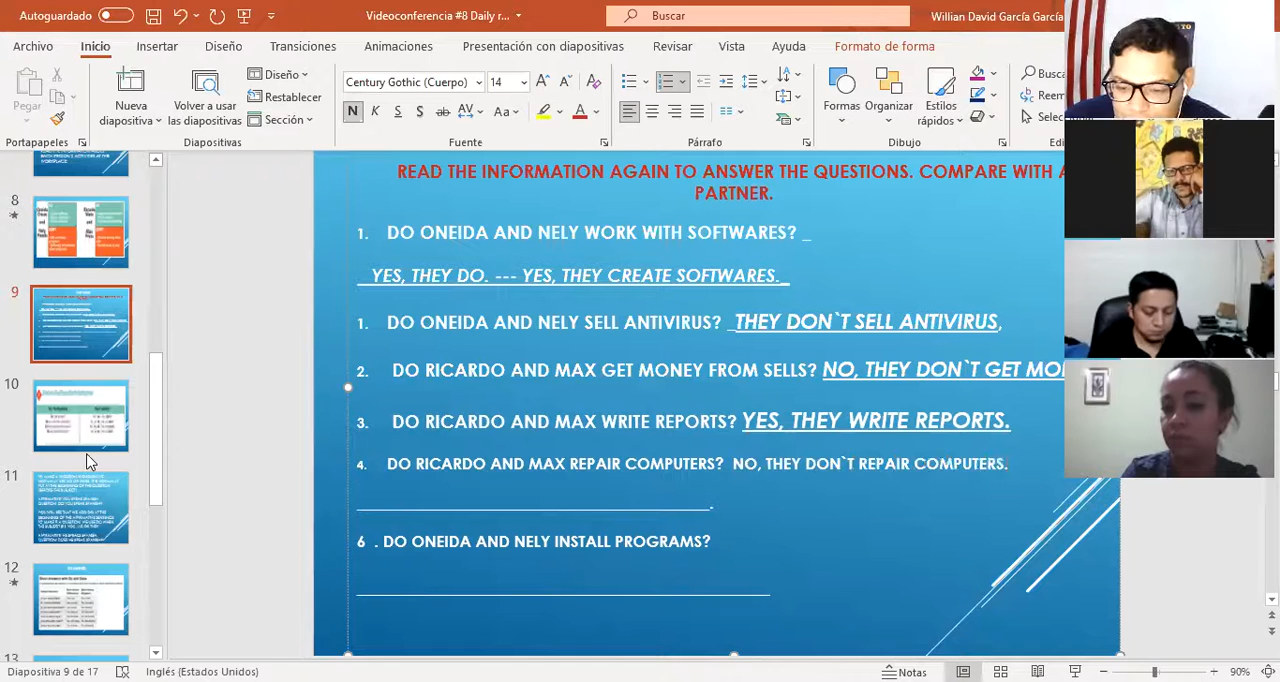 Autoguardado
Videoconferencia #8 Daily r...
Buscar
Willian David García García
Archivo Inicio Insertar Diseño Transiciones Animaciones Presentación con diapositivas Revisar Vista Ayuda Formato de forma
Pegar
Nueva diapositiva
Volver a usar las diapositivas
Diseño
Restablecer
Sección
Century Gothic (Cuerpo) 14
N K S S ab AV Aa A
Formas
Organizar
Estilos rápidos
Portapapeles Diapositivas Fuente Párrafo Dibujo
READ THE INFORMATION AGAIN TO ANSWER THE QUESTIONS. COMPARE WITH A
PARTNER.
1. DO ONEIDA AND NELY WORK WITH SOFTWARES? _
_YES, THEY DO. --- YES, THEY CREATE SOFTWARES._
1. DO ONEIDA AND NELY SELL ANTIVIRUS? _THEY DON`T SELL ANTIVIRUS,
2. DO RICARDO AND MAX GET MONEY FROM SELLS? NO, THEY DON`T GET MO
3. DO RICARDO AND MAX WRITE REPORTS? YES, THEY WRITE REPORTS.
4. DO RICARDO AND MAX REPAIR COMPUTERS? NO, THEY DON`T REPAIR COMPUTERS.
6 . DO ONEIDA AND NELY INSTALL PROGRAMS?
8
9
10
11
12
13
Diapositiva 9 de 17
Inglés (Estados Unidos)
Notas
90%